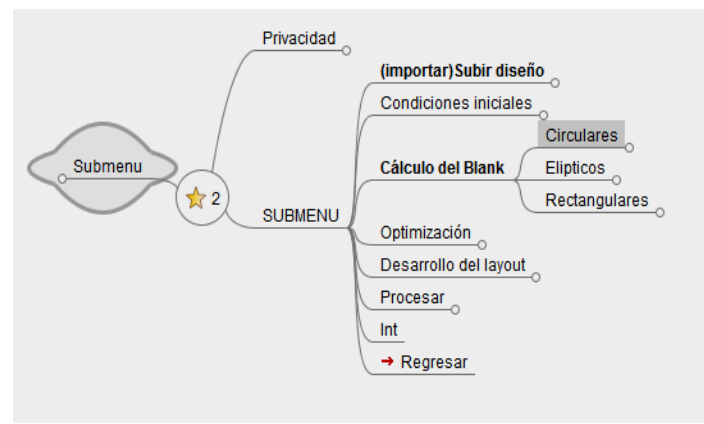 Privacidad
(importar)Subir diseño
Condiciones iniciales
Circulares
Submenu
Cálculo del Blank
Elipticos
2
Rectangulares
SUBMENU
Optimización
Desarrollo del layout
Procesar
Int
Regresar